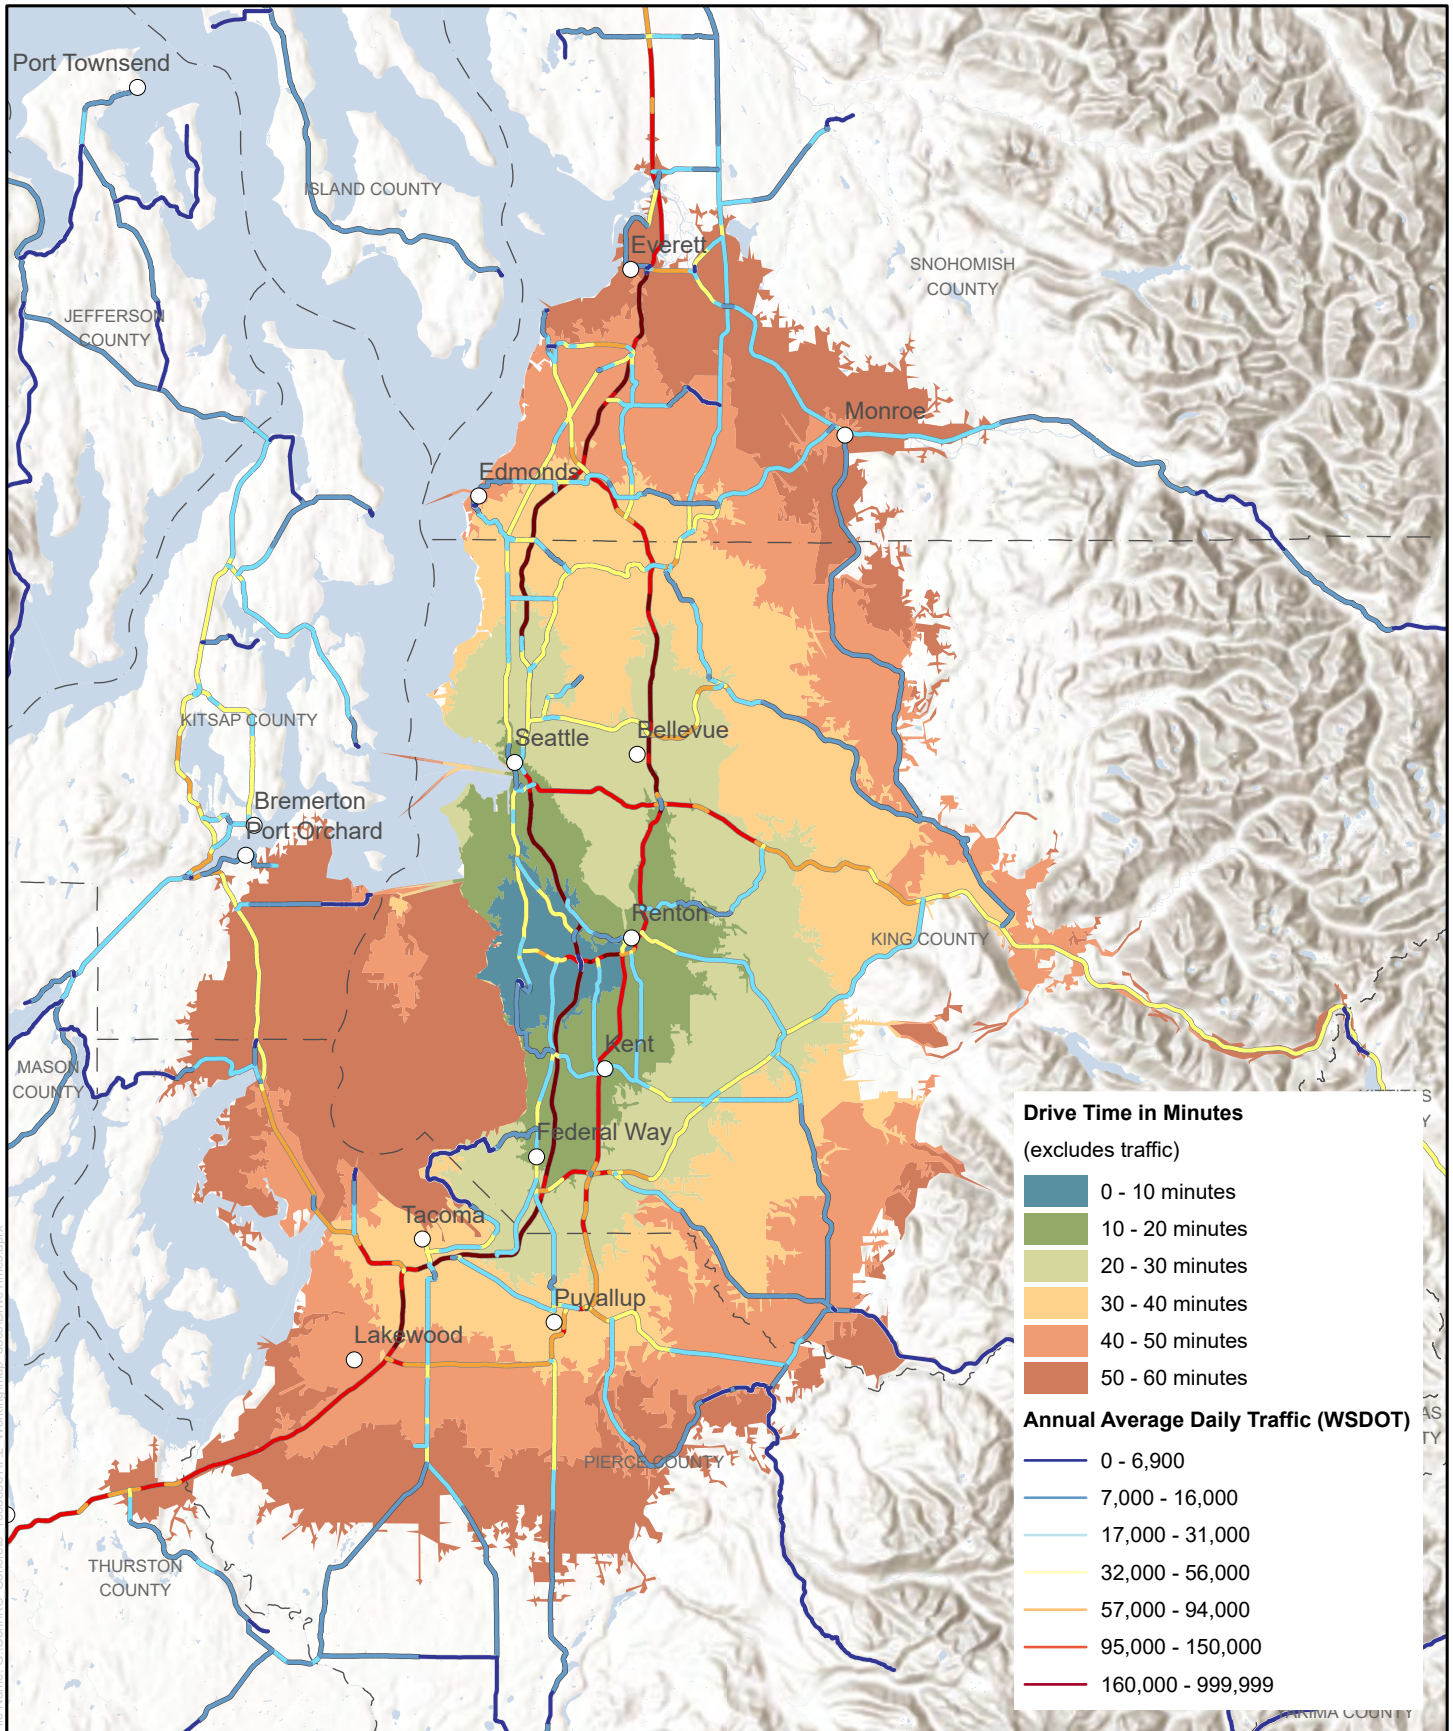 Port Townsend
ISLAND COUNTY
Everett
SNOHOMISH
COUNTY
JEFFERSON
COUNTY
Monroe
Edmonds
KITSAP COUNTY
Seattle
Bellevue
Bremerton
Port Orchard
Renton
KING COUNTY
Kent
MASON
COUNTY
Federal Way
Tacoma
Puyallup
Lakewood
PIERCE COUNTY
THURSTON
COUNTY
Drive Time in Minutes
(excludes traffic)
0 - 10 minutes
10 - 20 minutes
20 - 30 minutes
30 - 40 minutes
40 - 50 minutes
50 - 60 minutes
Annual Average Daily Traffic (WSDOT)
0 - 6,900
7,000 - 16,000
17,000 - 31,000
32,000 - 56,000
57,000 - 94,000
95,000 - 150,000
160,000 - 999,999
YAKIMA COUNTY